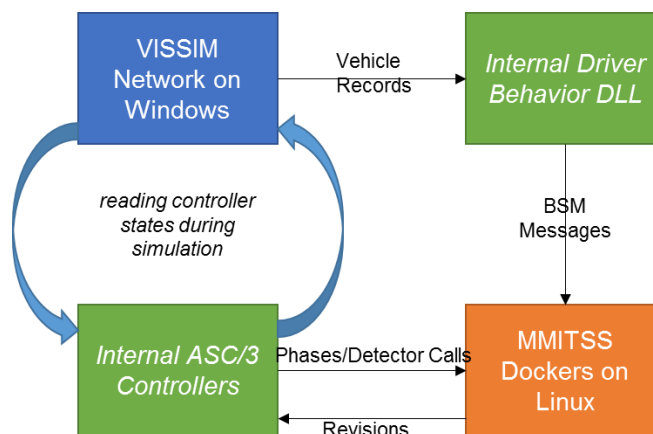 VISSIM
Network on
Windows
Vehicle
Records
Internal Driver
Behavior DLL
reading controller
states during
simulation
BSM
Messages
Internal ASC/3
Controllers
Phases/Detector Calls
Revisions
MMITSS
Dockers on
Linux